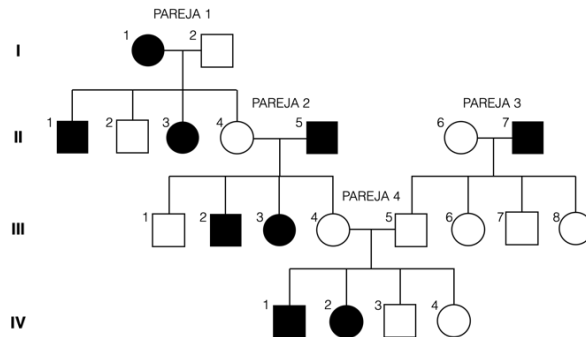 PAREJA 1
I
1 2
PAREJA 2 PAREJA 3
II
1 2 3 4 5 6 7
PAREJA 4
III
1 2 3 4 5 6 7 8
IV
1 2 3 4